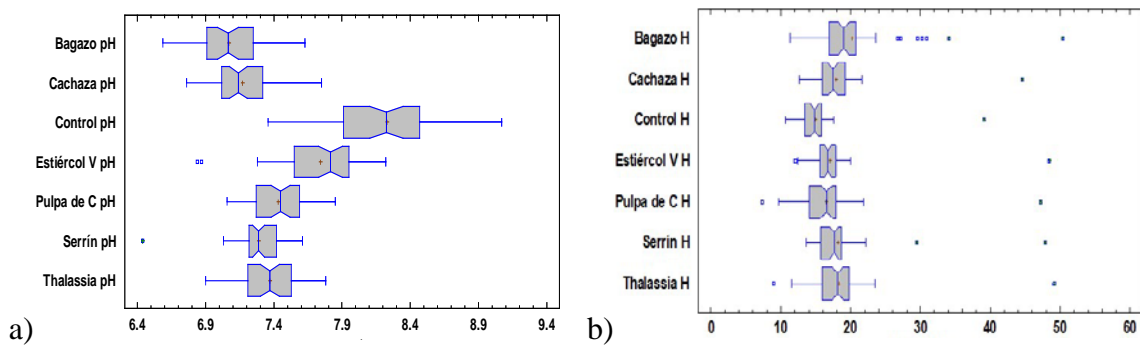 Bagazo pH
Cachaza pH
Control pH
Estiércol V pH
Pulpa de C pH
Serrín pH
Thalassia pH
6.4 6.9 7.4 7.9 8.4 8.9 9.4
a)
Bagazo H
Cachaza H
Control H
Estiércol V H
Pulpa de C H
Serrin H
Thalassia H
0 10 20 30 40 50 60
b)